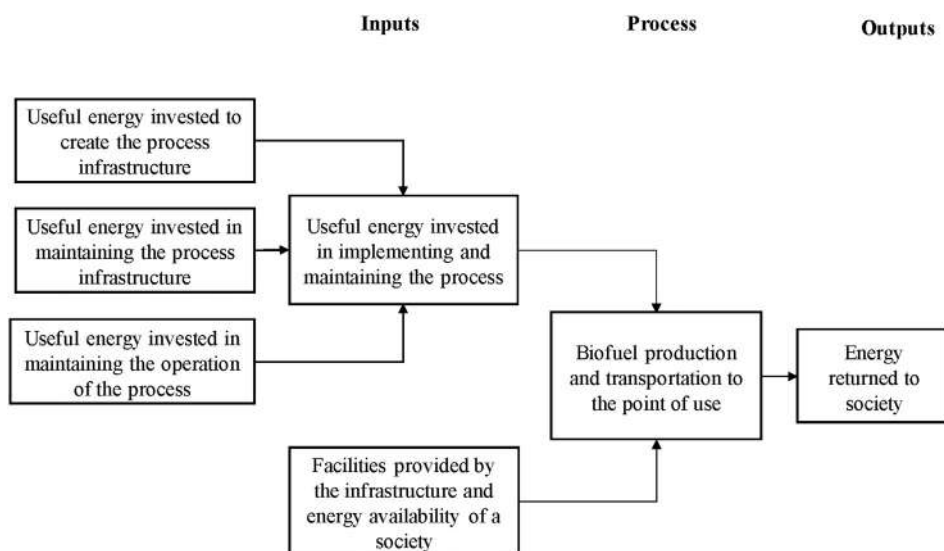 Inputs
Process
Outputs
Useful energy invested to
create the process
infrastructure
Useful energy invested in
maintaining the process
infrastructure
Useful energy invested in
maintaining the operation
of the process
Useful energy invested
in implementing and
maintaining the process
Facilities provided by
the infrastructure and
energy availability of a
society
Biofuel production
and transportation to
the point of use
Energy
returned to
society